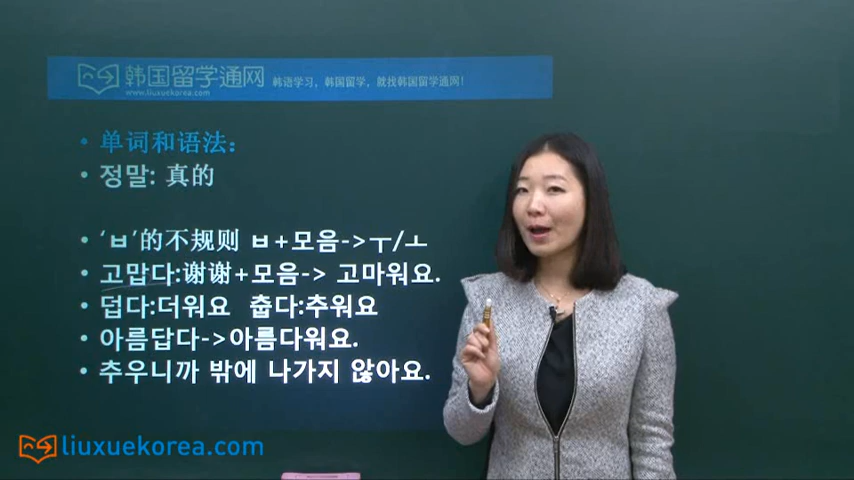 韩国留学通网 韩语学习，韩国留学，就找韩国留学通网！
www.liuxuekorea.com
• 单词和语法：
• 정말: 真的
• ‘ㅂ’的不规则 ㅂ+모음->ㅜ/ㅗ
• 고맙다:谢谢+모음-> 고마워요.
• 덥다:더워요 춥다:추워요
• 아름답다->아름다워요.
• 추우니까 밖에 나가지 않아요.
liuxuekorea.com